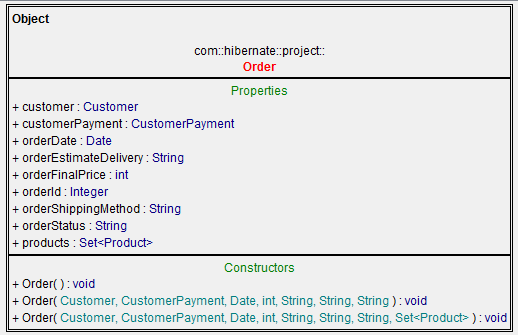 Object
com::hibernate::project::
Order
Properties
+ customer : Customer
+ customerPayment : CustomerPayment
+ orderDate : Date
+ orderEstimateDelivery : String
+ orderFinalPrice : int
+ orderId : Integer
+ orderShippingMethod : String
+ orderStatus : String
+ products : Set<Product>
Constructors
+ Order( ) : void
+ Order( Customer, CustomerPayment, Date, int, String, String, String ) : void
+ Order( Customer, CustomerPayment, Date, int, String, String, String, Set<Product> ) : void